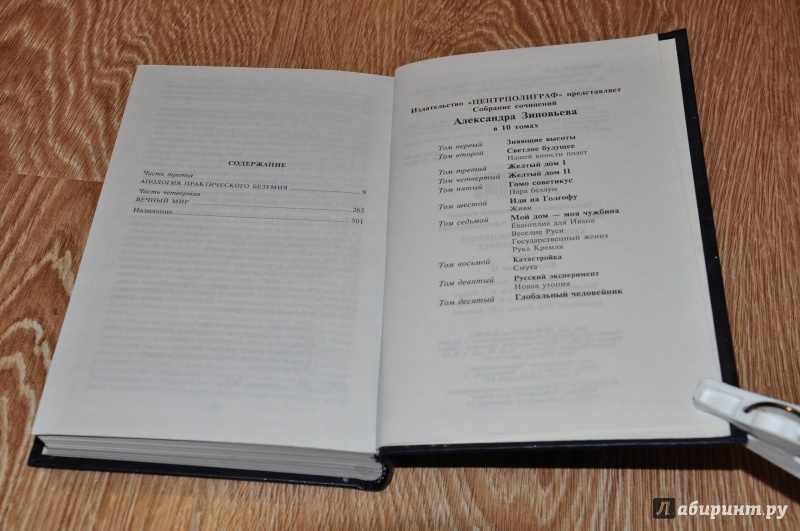 СОДЕРЖАНИЕ
Часть третья
АПОЛОГИЯ ПРАКТИЧЕСКОГО БЕЗУМИЯ 9
Часть четвертая
ВЕЧНЫЙ МИР 265
Назидание 501
Издательство «ЦЕНТРПОЛИГРАФ» представляет
Собрание сочинений
Александра Зиновьева
в 10 томах
Том первый Зияющие высоты
Том второй Светлое будущее
Нашей юности полет
Том третий Желтый дом I
Том четвертый Желтый дом II
Том пятый Гомо советикус
Пара беллум
Том шестой Иди на Голгофу
Живи
Том седьмой Мой дом — моя чужбина
Евангелие для Ивана
Веселие Руси
Государственный жених
Рука Кремля
Том восьмой Катастройка
Смута
Том девятый Русский эксперимент
Новая утопия
Том десятый Глобальный человейник
Лабиринт.ру